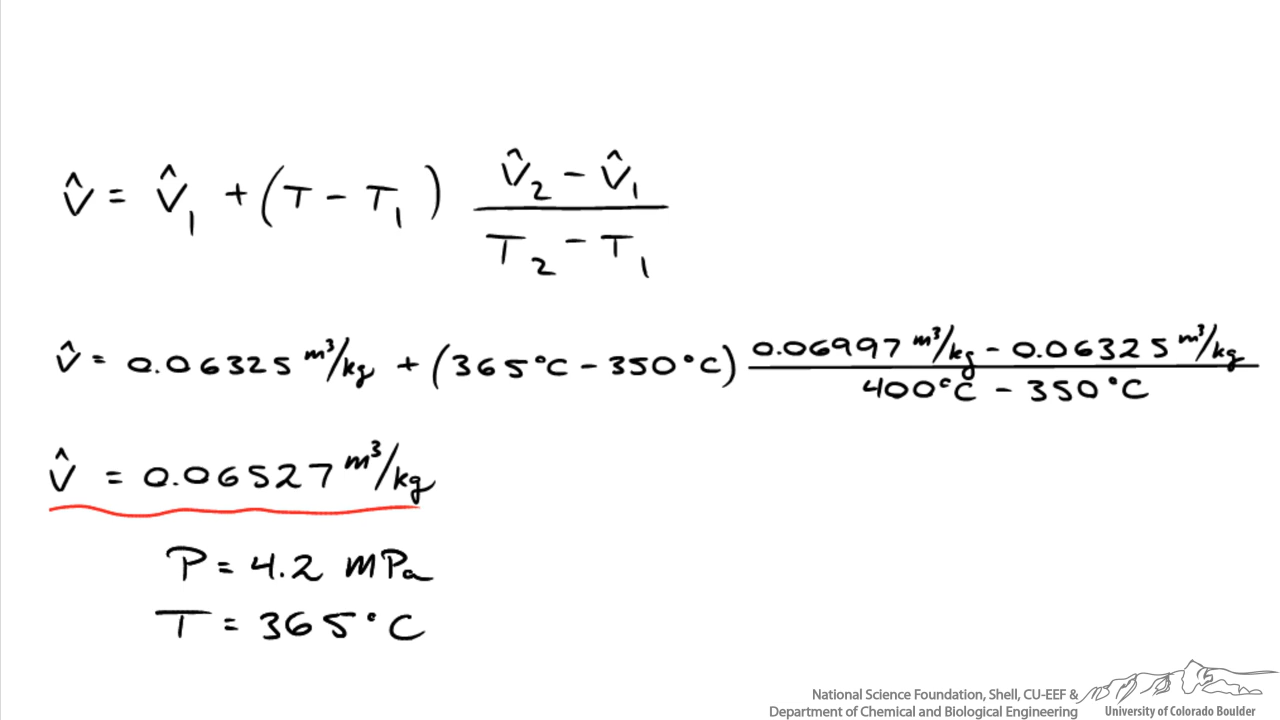 V̂ = V̂₁ + (T - T₁) (V̂₂ - V̂₁) / (T₂ - T₁)
V̂ = 0.06325 m³/kg + (365°C - 350°C) (0.06997 m³/kg - 0.06325 m³/kg) / (400°C - 350°C)
V̂ = 0.06527 m³/kg
P = 4.2 mPa
T = 365°C
National Science Foundation, Shell, CU-EEF &
Department of Chemical and Biological Engineering
University of Colorado Boulder